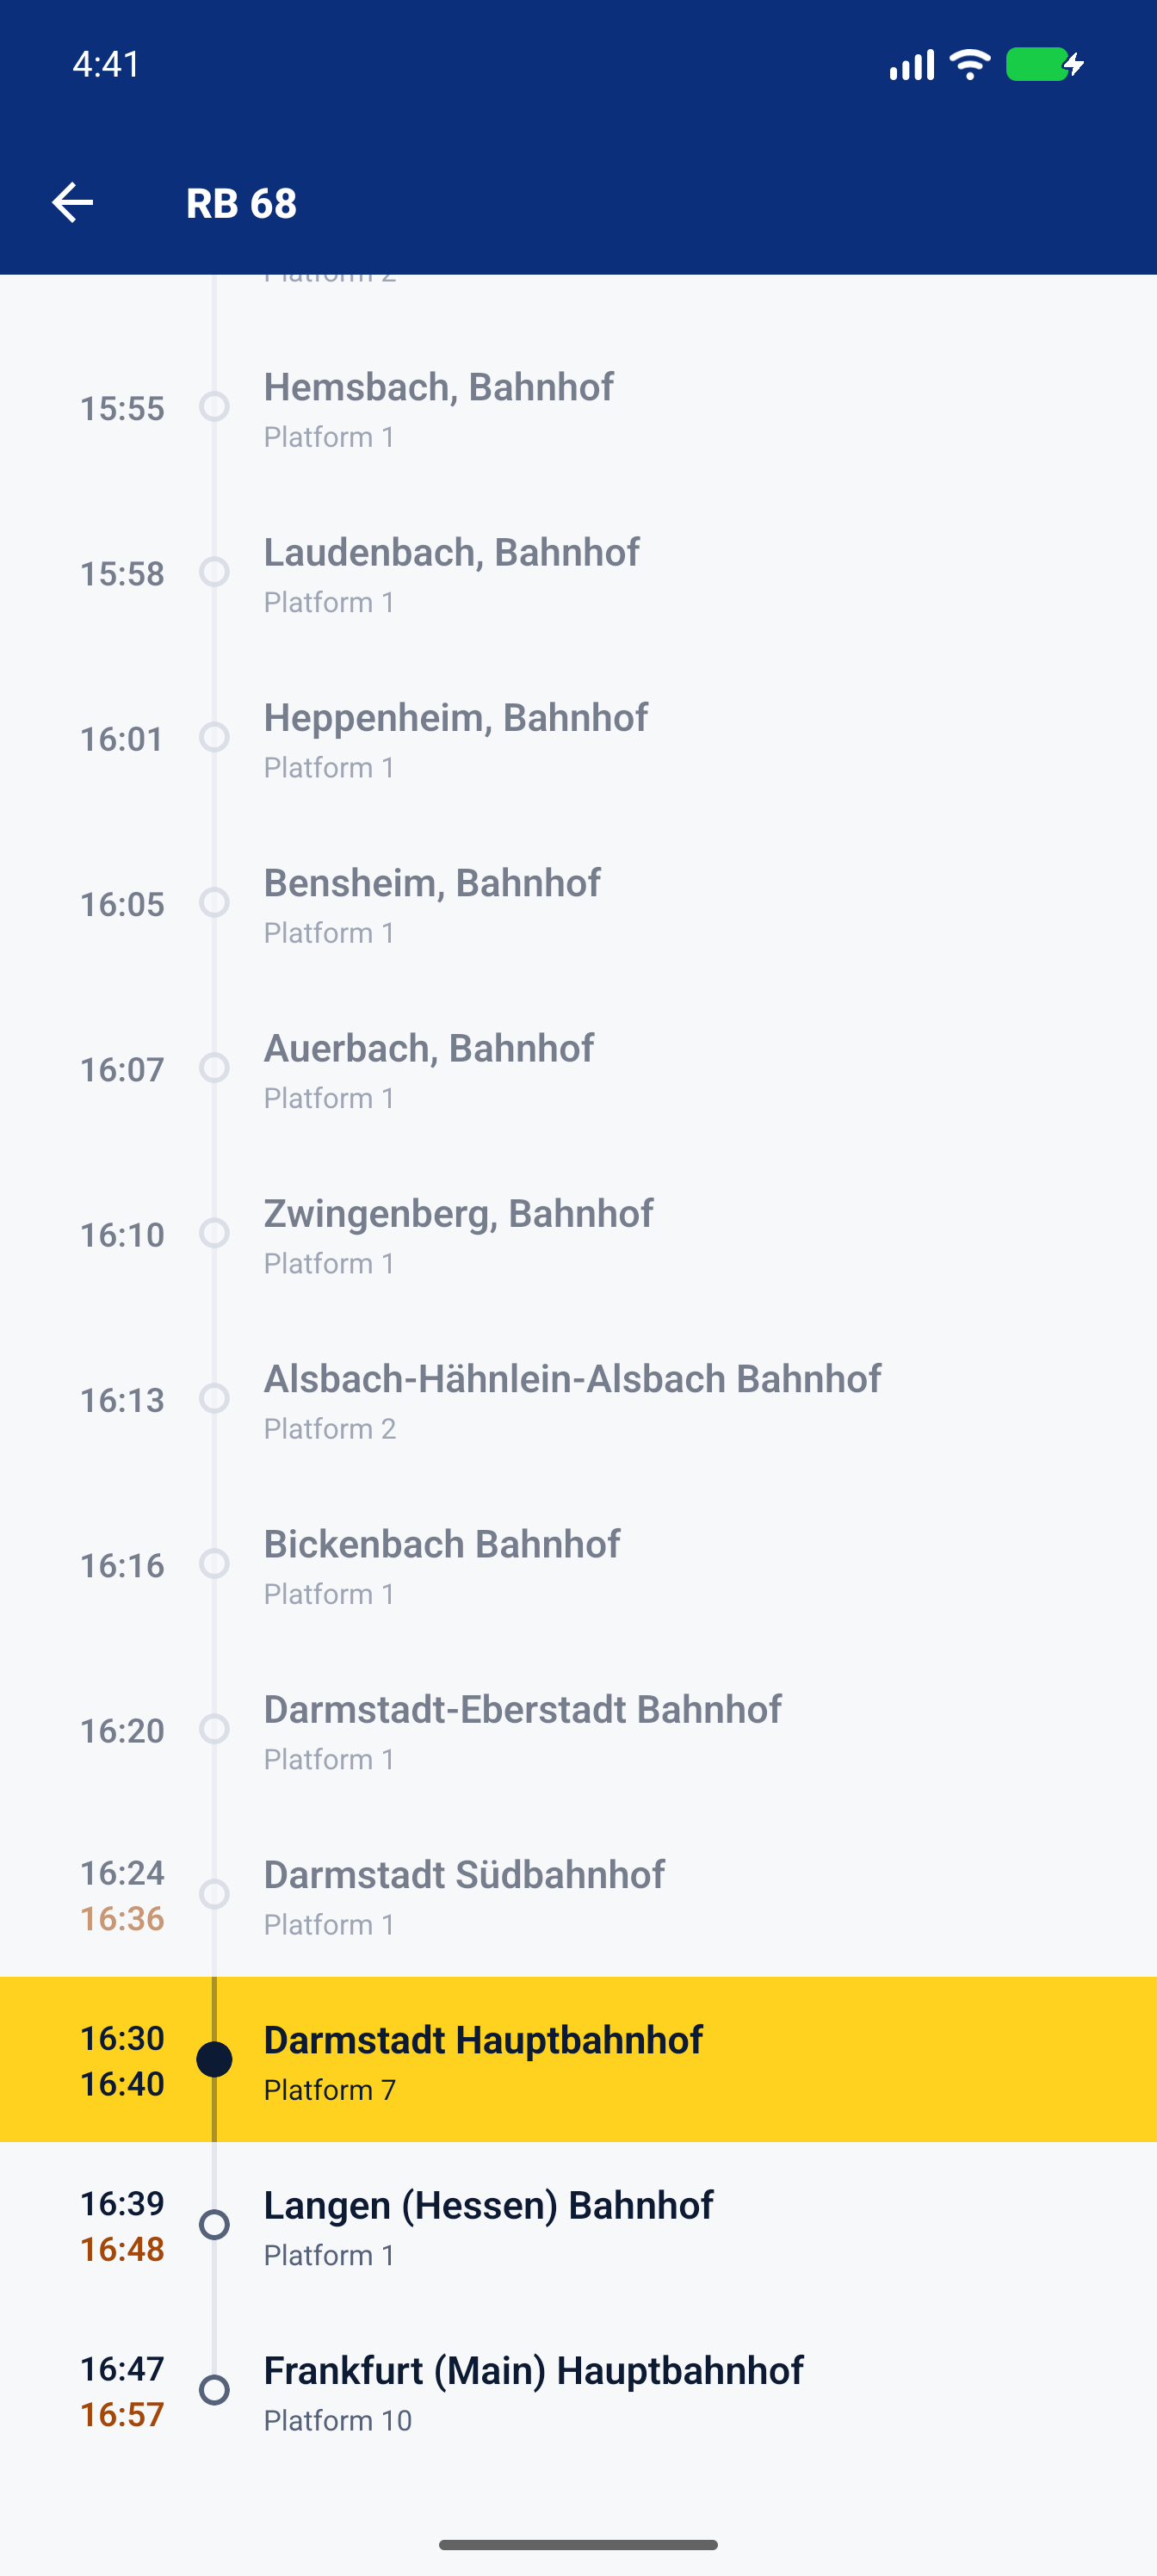 4:41
RB 68
Platform 2
15:55
Hemsbach, Bahnhof
Platform 1
15:58
Laudenbach, Bahnhof
Platform 1
16:01
Heppenheim, Bahnhof
Platform 1
16:05
Bensheim, Bahnhof
Platform 1
16:07
Auerbach, Bahnhof
Platform 1
16:10
Zwingenberg, Bahnhof
Platform 1
16:13
Alsbach-Hähnlein-Alsbach Bahnhof
Platform 2
16:16
Bickenbach Bahnhof
Platform 1
16:20
Darmstadt-Eberstadt Bahnhof
Platform 1
16:24
16:36
Darmstadt Südbahnhof
Platform 1
16:30
16:40
Darmstadt Hauptbahnhof
Platform 7
16:39
16:48
Langen (Hessen) Bahnhof
Platform 1
16:47
16:57
Frankfurt (Main) Hauptbahnhof
Platform 10